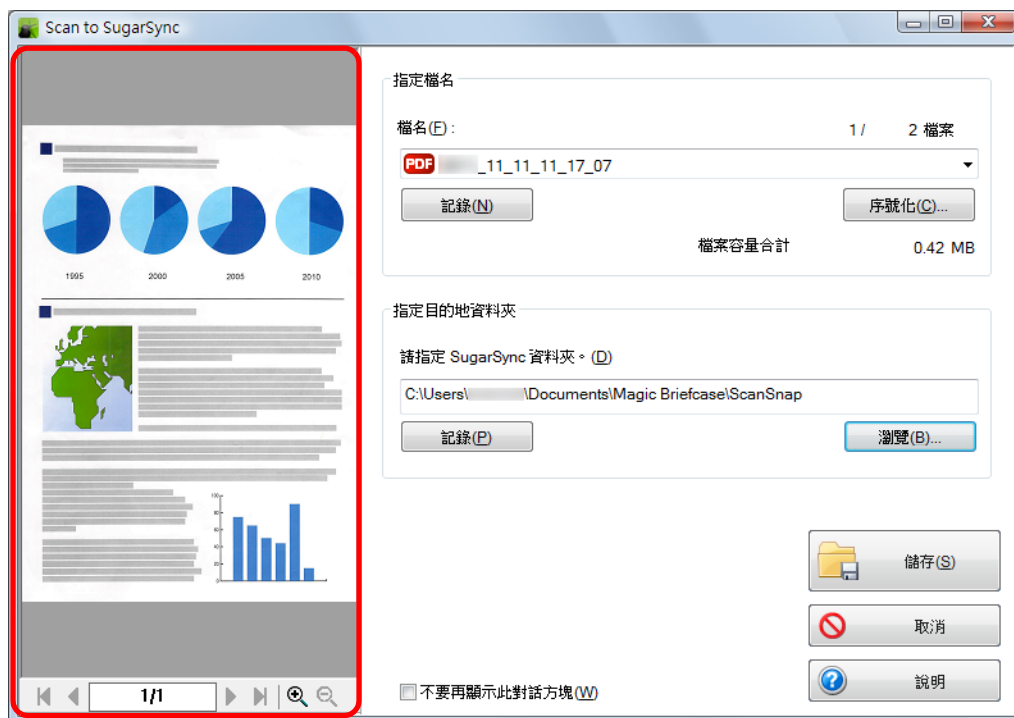 Scan to SugarSync
1995 2000 2005 2010
1/1
指定檔名
檔名(F) : 1 / 2 檔案
PDF _11_11_11_17_07
記錄(N) 序號化(C)...
檔案容量合計 0.42 MB
指定目的地資料夾
請指定 SugarSync 資料夾。(D)
C:\Users\ \Documents\Magic Briefcase\ScanSnap
記錄(P) 瀏覽(B)...
儲存(S)
取消
不要再顯示此對話方塊(W) 說明